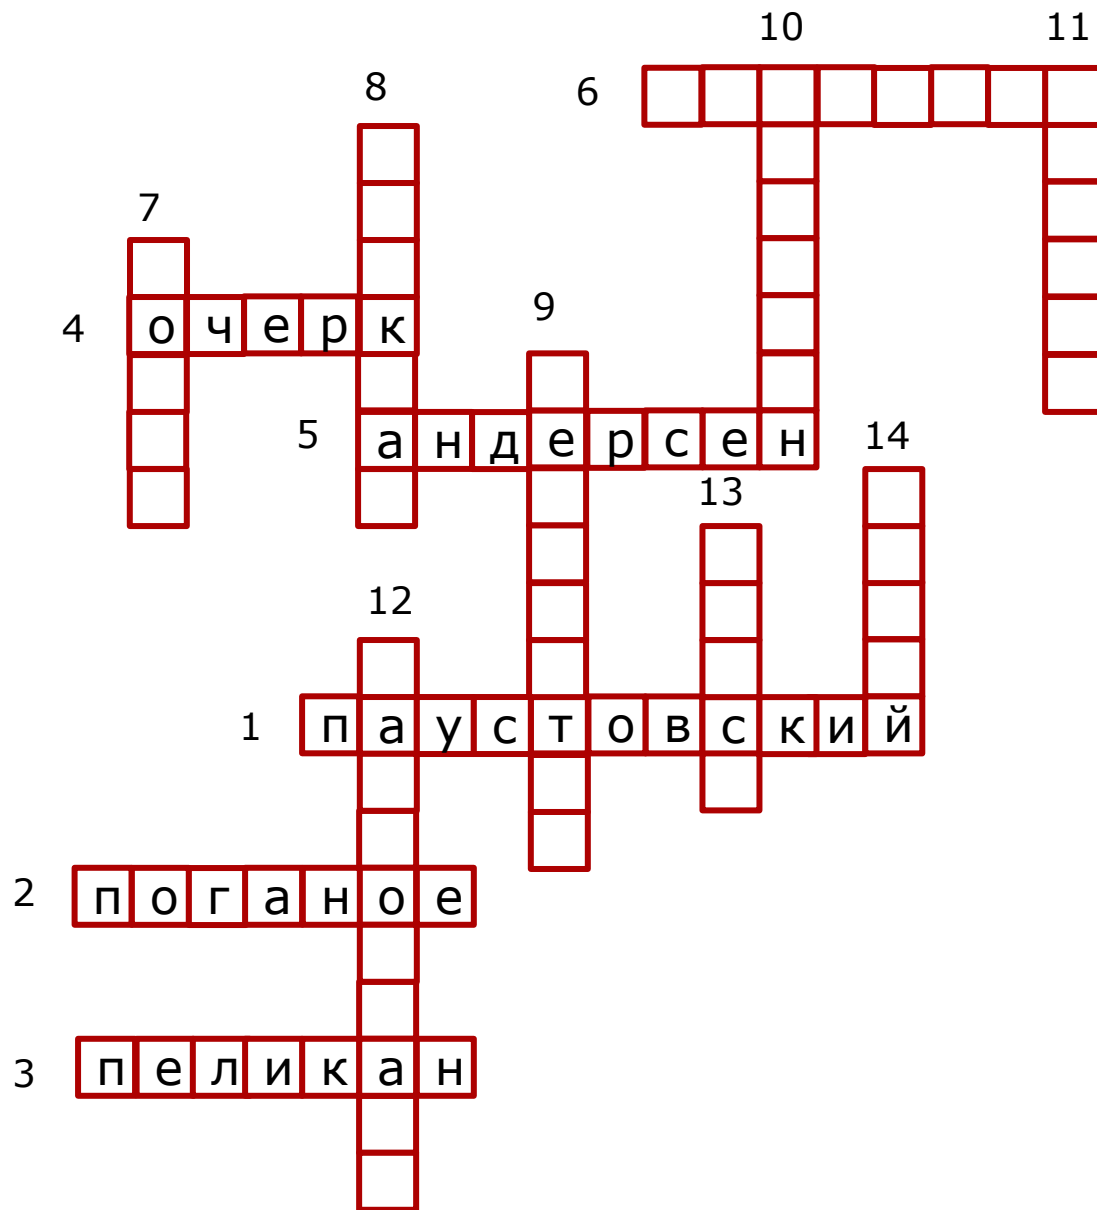 10 11
8 6
7
9
4 очерк
5 андерсен 14
13
12
1 паустовский
2 поганое
3 пеликан